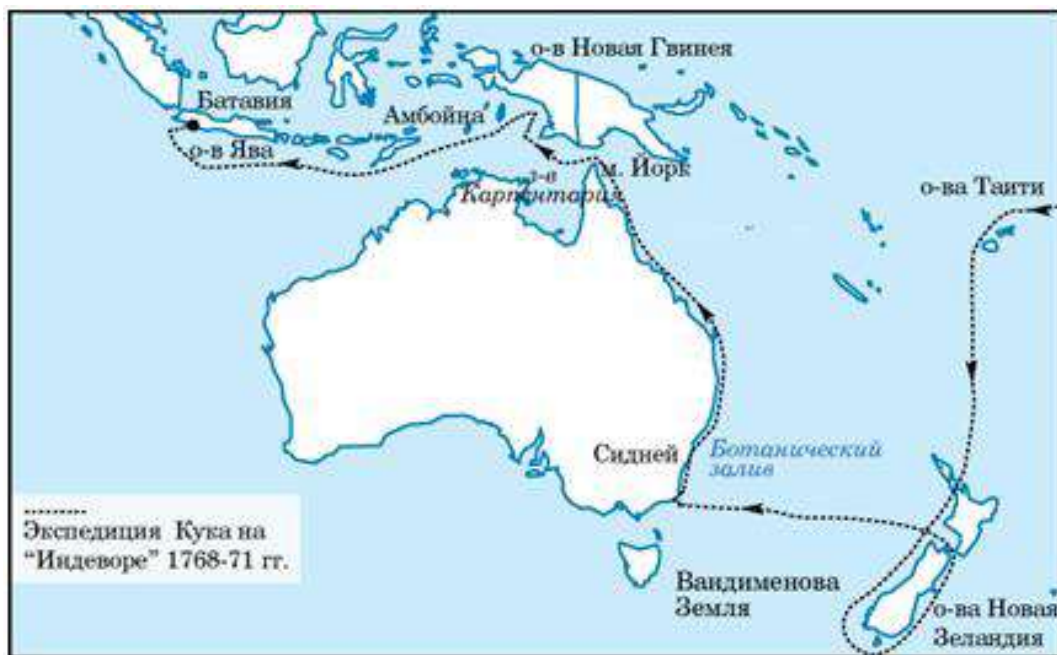 о-в Новая Гвинея
Батавия
Амбойна
о-в Ява
м. Йорк
з-в
Карпентария
о-ва Таити
Сидней
Ботанический
залив
Экспедиция Кука на
“Индеворе” 1768-71 гг.
Вандименова
Земля
о-ва Новая
Зеландия